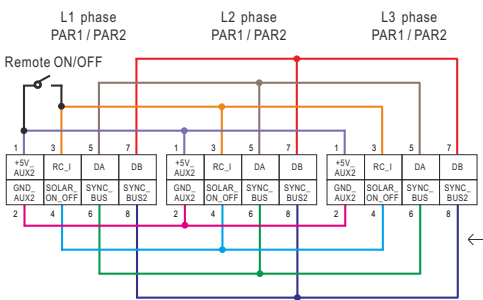 L1 phase L2 phase L3 phase
PAR1 / PAR2 PAR1 / PAR2 PAR1 / PAR2
Remote ON/OFF
1 3 5 7 1 3 5 7 1 3 5 7
+5V_ AUX2 RC_I DA DB +5V_ AUX2 RC_I DA DB +5V_ AUX2 RC_I DA DB
GND_ AUX2 SOLAR_ ON_OFF SYNC_ BUS SYNC_ BUS2 GND_ AUX2 SOLAR_ ON_OFF SYNC_ BUS SYNC_ BUS2 GND_ AUX2 SOLAR_ ON_OFF SYNC_ BUS SYNC_ BUS2
2 4 6 8 2 4 6 8 2 4 6 8